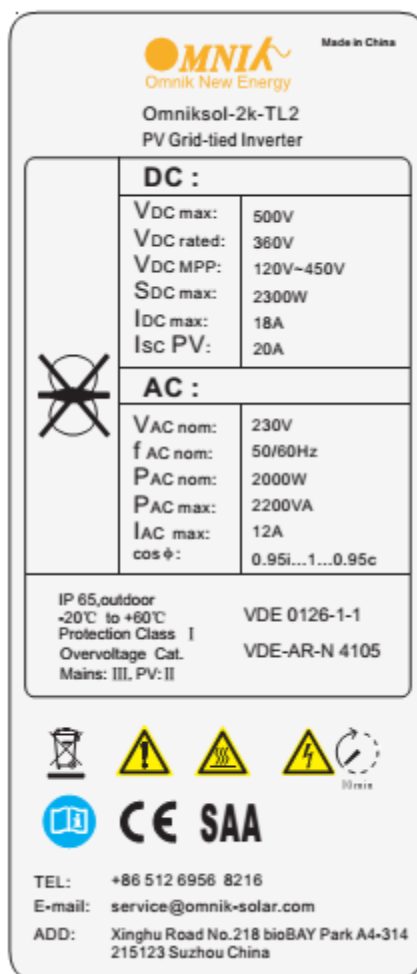 OMNIK
Made in China
Omnik New Energy
Omniksol-2k-TL2
PV Grid-tied Inverter
DC :
VDC max: 500V
VDC rated: 360V
VDC MPP: 120V~450V
SDC max: 2300W
IDC max: 18A
Isc PV: 20A
AC :
VAC nom: 230V
f AC nom: 50/60Hz
PAC nom: 2000W
PAC max: 2200VA
IAC max: 12A
cosϕ: 0.95i...1...0.95c
IP 65,outdoor
-20℃ to +60℃
Protection Class Ⅰ
Overvoltage Cat.
Mains: Ⅲ, PV: Ⅱ
VDE 0126-1-1
VDE-AR-N 4105
10min
CE SAA
TEL: +86 512 6956 8216
E-mail: service@omnik-solar.com
ADD: Xinghu Road No.218 bioBAY Park A4-314
215123 Suzhou China